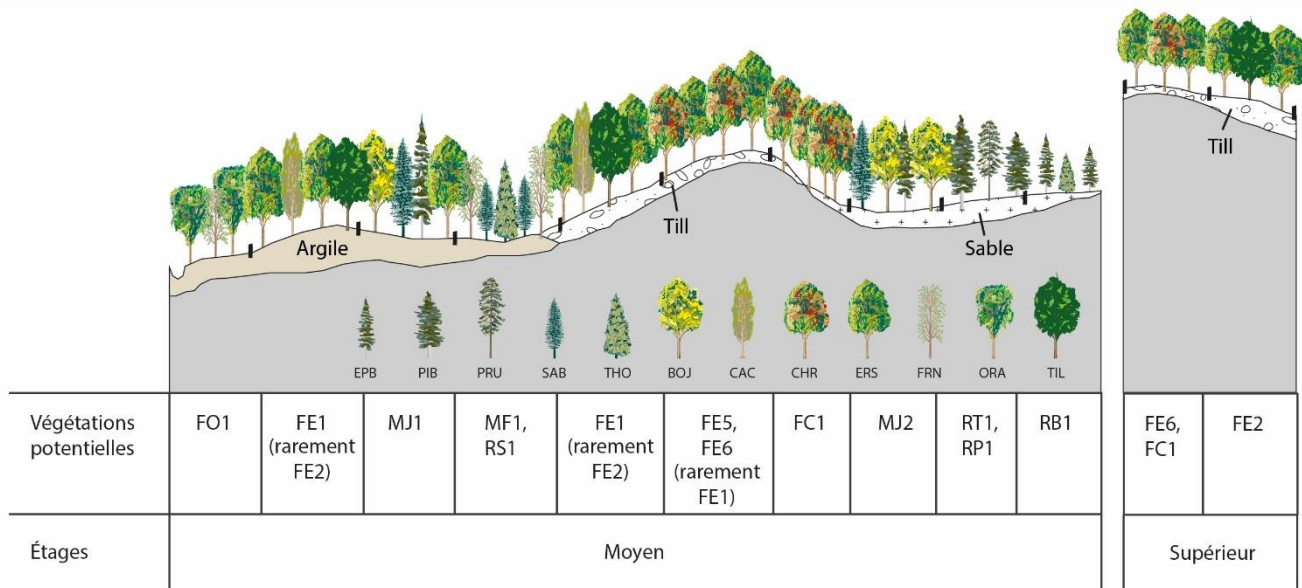 Argile
Till
Sable
Till
EPB PIB PRU SAB THO BOJ CAC CHR ERS FRN ORA TIL
Végétations
potentielles
FO1
FE1
(rarement
FE2)
MJ1
MF1,
RS1
FE1
(rarement
FE2)
FE5,
FE6
(rarement
FE1)
FC1
MJ2
RT1,
RP1
RB1
FE6,
FC1
FE2
Étages
Moyen
Supérieur